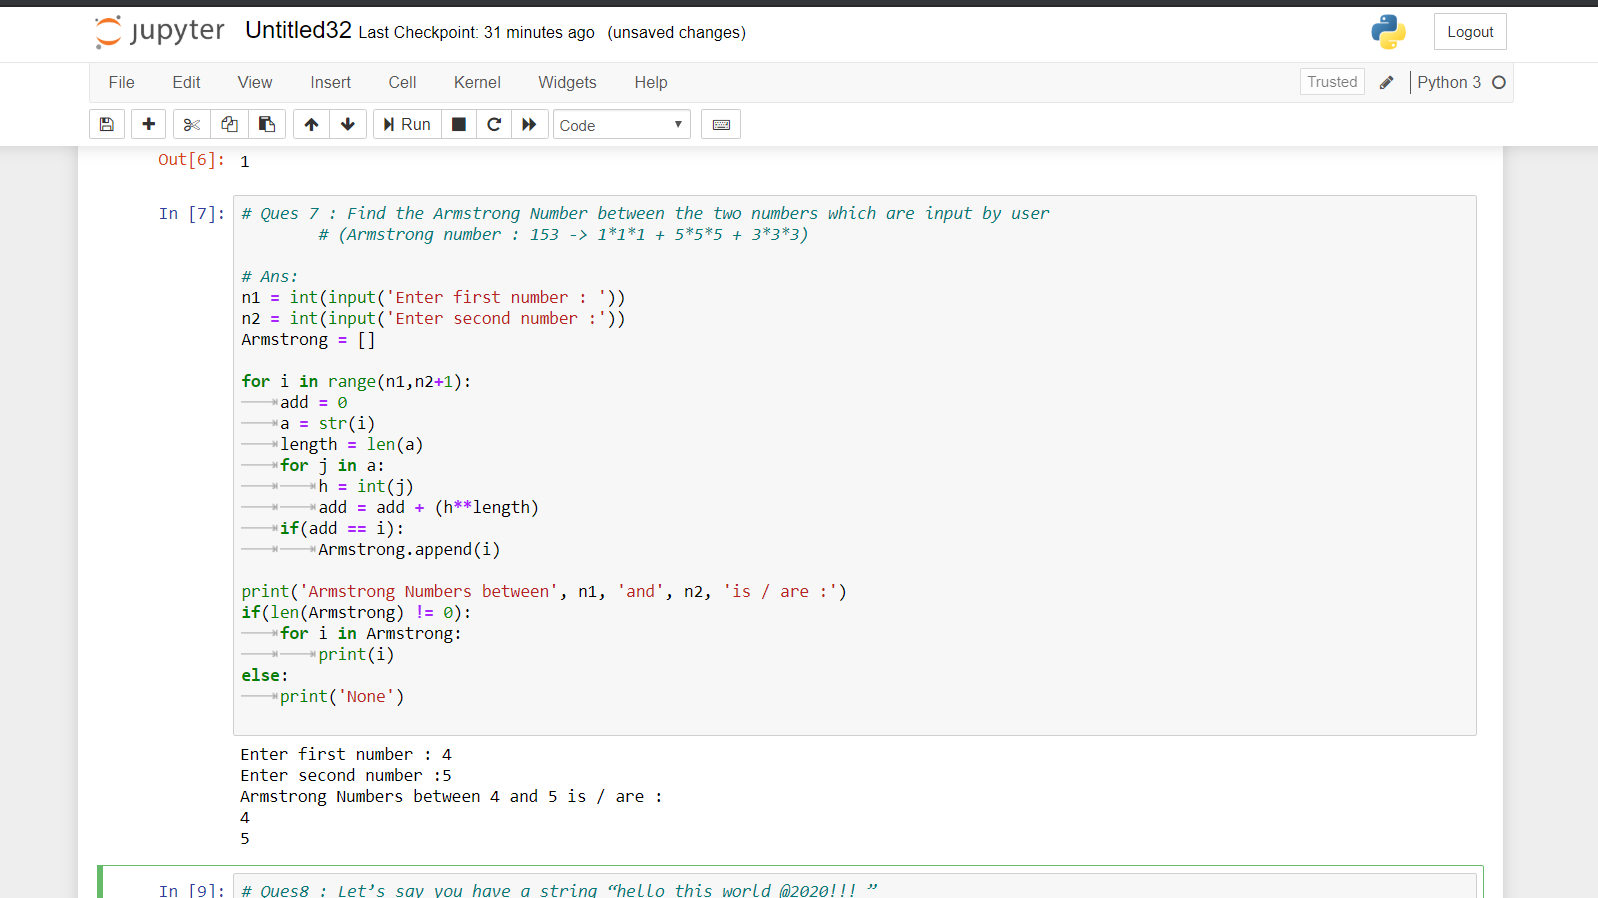 jupyter Untitled32 Last Checkpoint: 31 minutes ago (unsaved changes) Logout
File Edit View Insert Cell Kernel Widgets Help Trusted Python 3
Run Code
Out[6]: 1
In [7]: # Ques 7 : Find the Armstrong Number between the two numbers which are input by user
# (Armstrong number : 153 -> 1*1*1 + 5*5*5 + 3*3*3)
# Ans:
n1 = int(input('Enter first number : '))
n2 = int(input('Enter second number :'))
Armstrong = []
for i in range(n1,n2+1):
add = 0
a = str(i)
length = len(a)
for j in a:
h = int(j)
add = add + (h**length)
if(add == i):
Armstrong.append(i)
print('Armstrong Numbers between', n1, 'and', n2, 'is / are :')
if(len(Armstrong) != 0):
for i in Armstrong:
print(i)
else:
print('None')
Enter first number : 4
Enter second number :5
Armstrong Numbers between 4 and 5 is / are :
4
5
In [9]: # Ques8 : Let’s say you have a string “hello this world @2020!!! ”